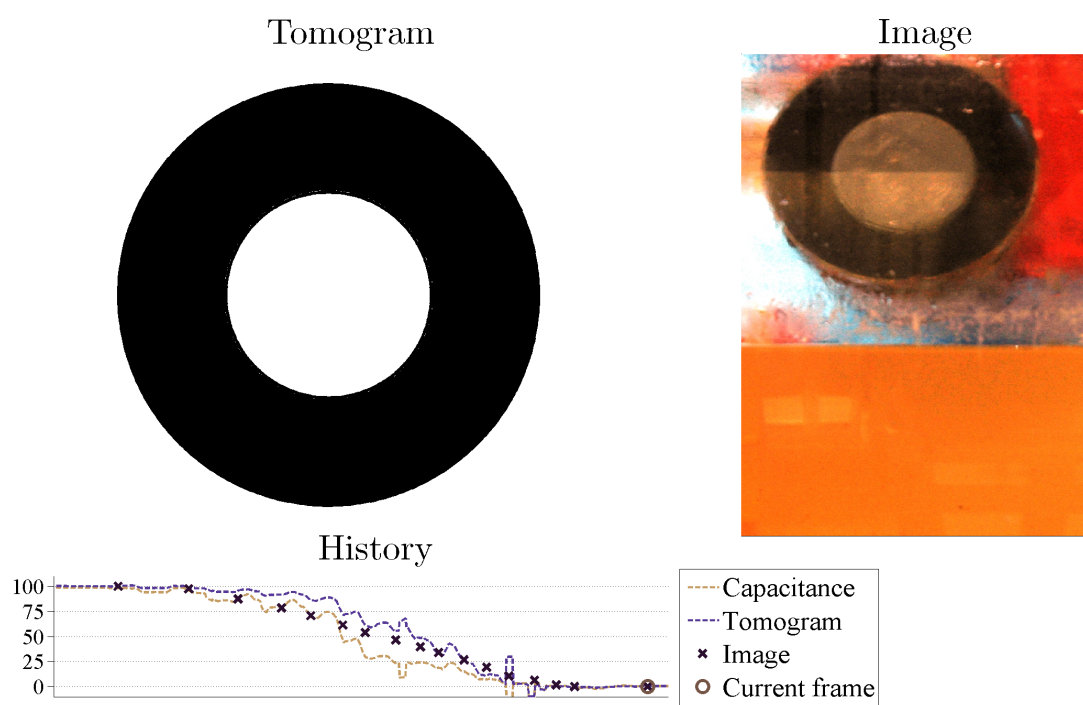 Tomogram
Image
History
100
75
50
25
0
Capacitance
Tomogram
Image
Current frame